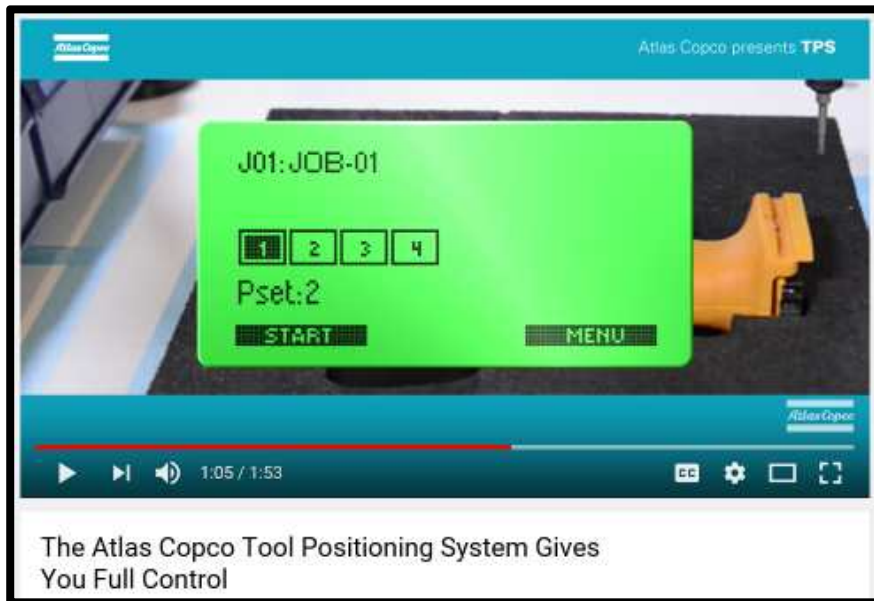 Atlas Copco
Atlas Copco presents TPS
J01:JOB-01
1 2 3 4
Pset:2
START MENU
Atlas Copco
1:05 / 1:53
CC
The Atlas Copco Tool Positioning System Gives
You Full Control